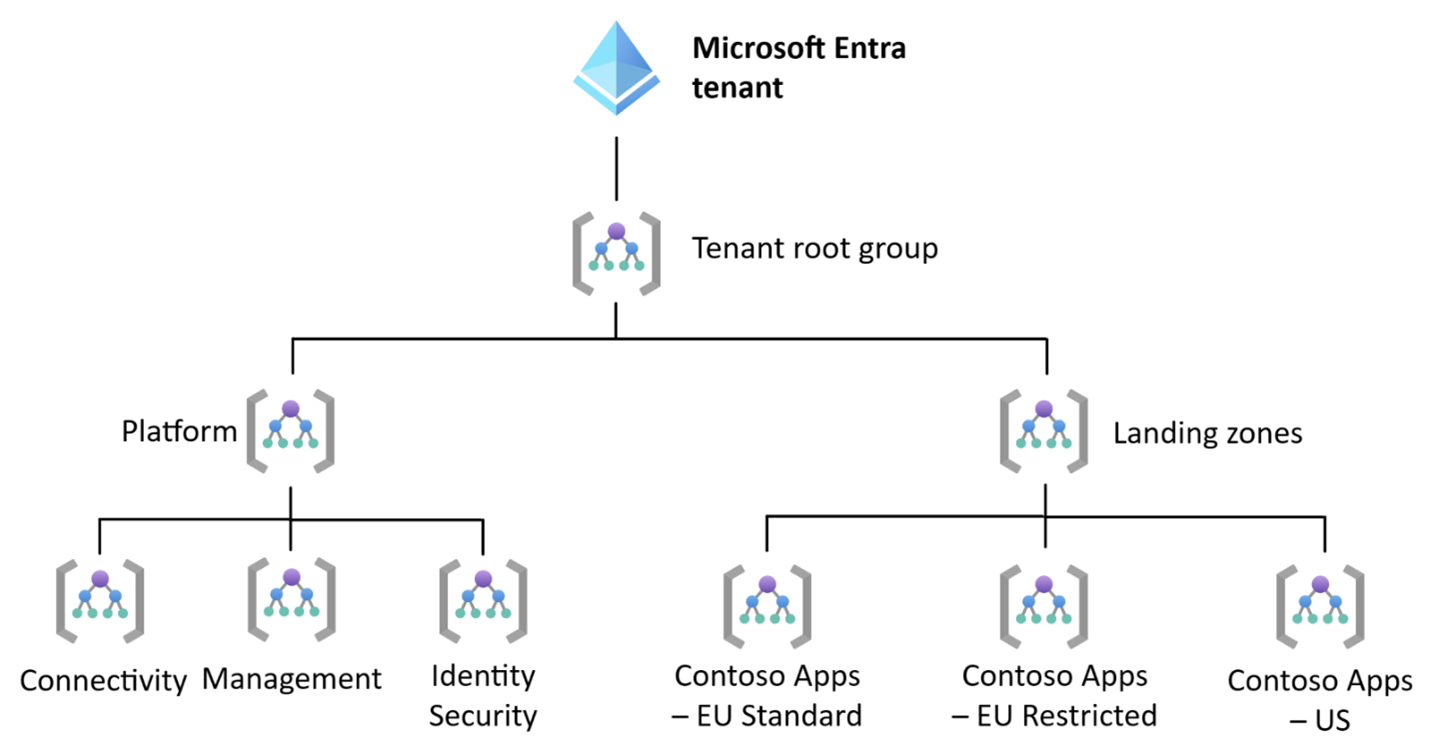 Microsoft Entra
tenant
Tenant root group
Platform
Landing zones
Connectivity
Management
Identity
Security
Contoso Apps
– EU Standard
Contoso Apps
– EU Restricted
Contoso Apps
– US